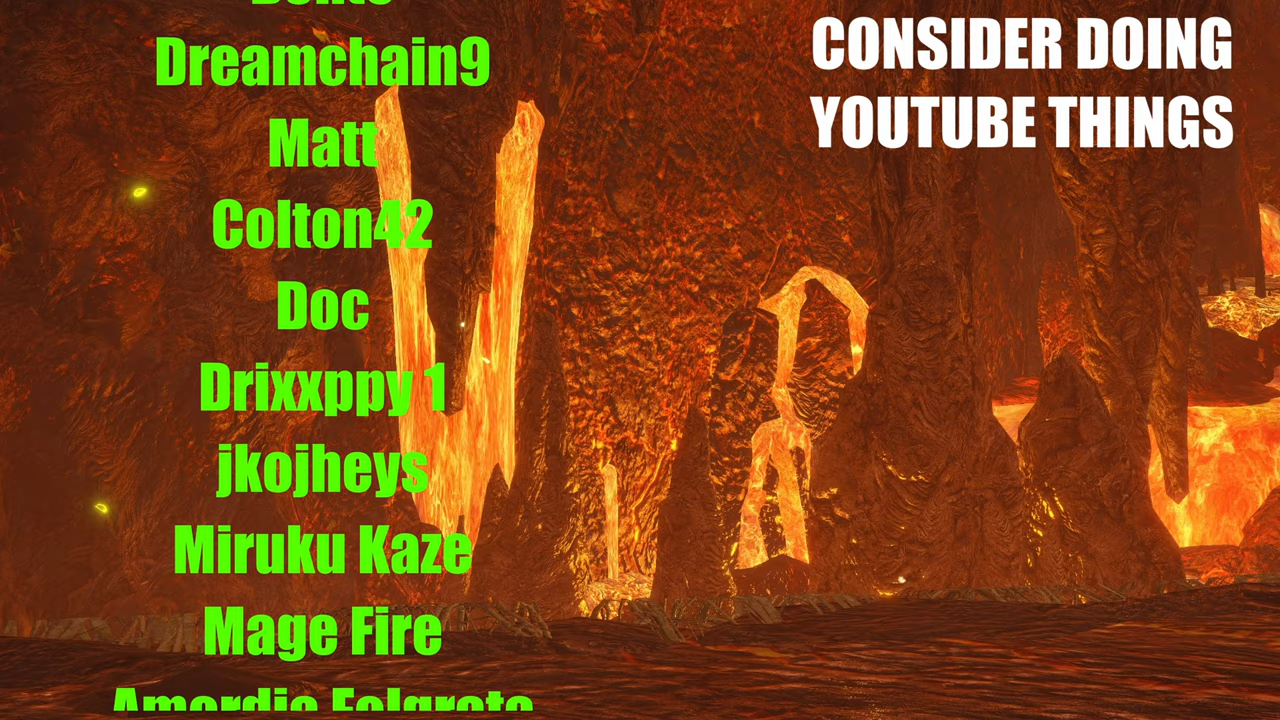 Dreamchain9
Matt
Colton42
Doc
Drixxppy 1
jkojheys
Miruku Kaze
Mage Fire
CONSIDER DOING
YOUTUBE THINGS